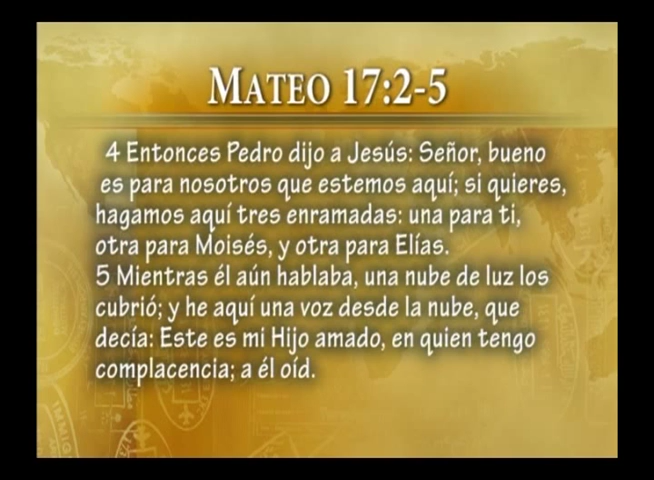 MATEO 17:2-5
4 Entonces Pedro dijo a Jesús: Señor, bueno
es para nosotros que estemos aquí; si quieres,
hagamos aquí tres enramadas: una para ti,
otra para Moisés, y otra para Elías.
5 Mientras él aún hablaba, una nube de luz los
cubrió; y he aquí una voz desde la nube, que
decía: Este es mi Hijo amado, en quien tengo
complacencia; a él oíd.
IMMIG